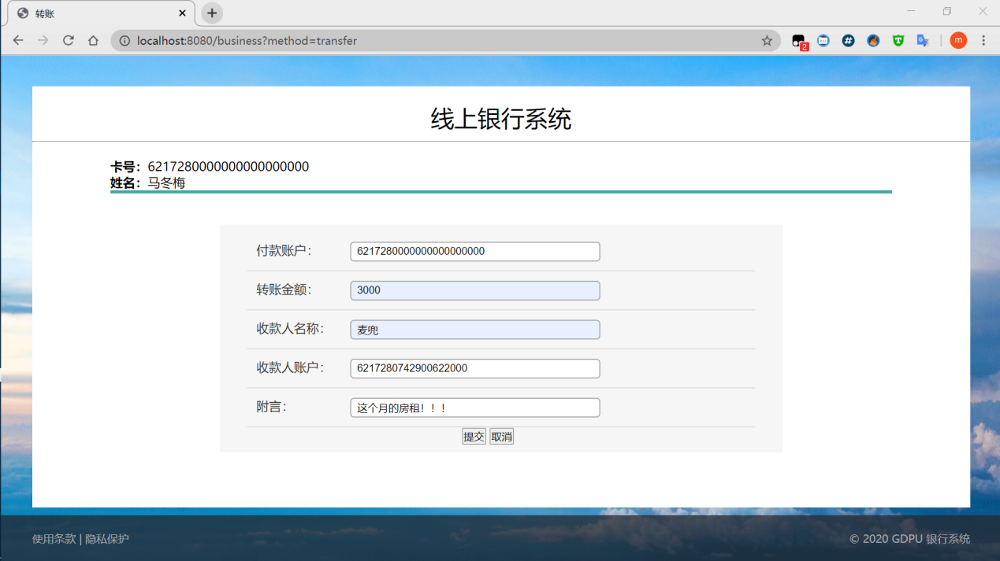 转账
localhost:8080/business?method=transfer
2
m
线上银行系统
卡号：6217280000000000000000
姓名：马冬梅
付款账户： 6217280000000000000000
转账金额： 3000
收款人名称： 麦兜
收款人账户： 6217280742900622000
附言： 这个月的房租！！！
提交 取消
使用条款 | 隐私保护 © 2020 GDPU 银行系统